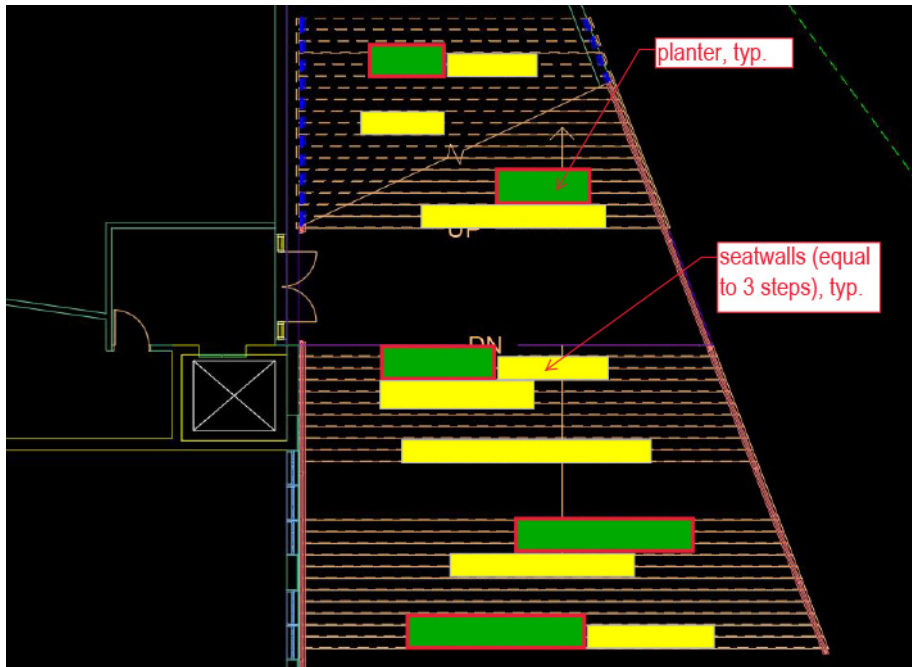 planter, typ.
UP
seatwalls (equal
to 3 steps), typ.
DN